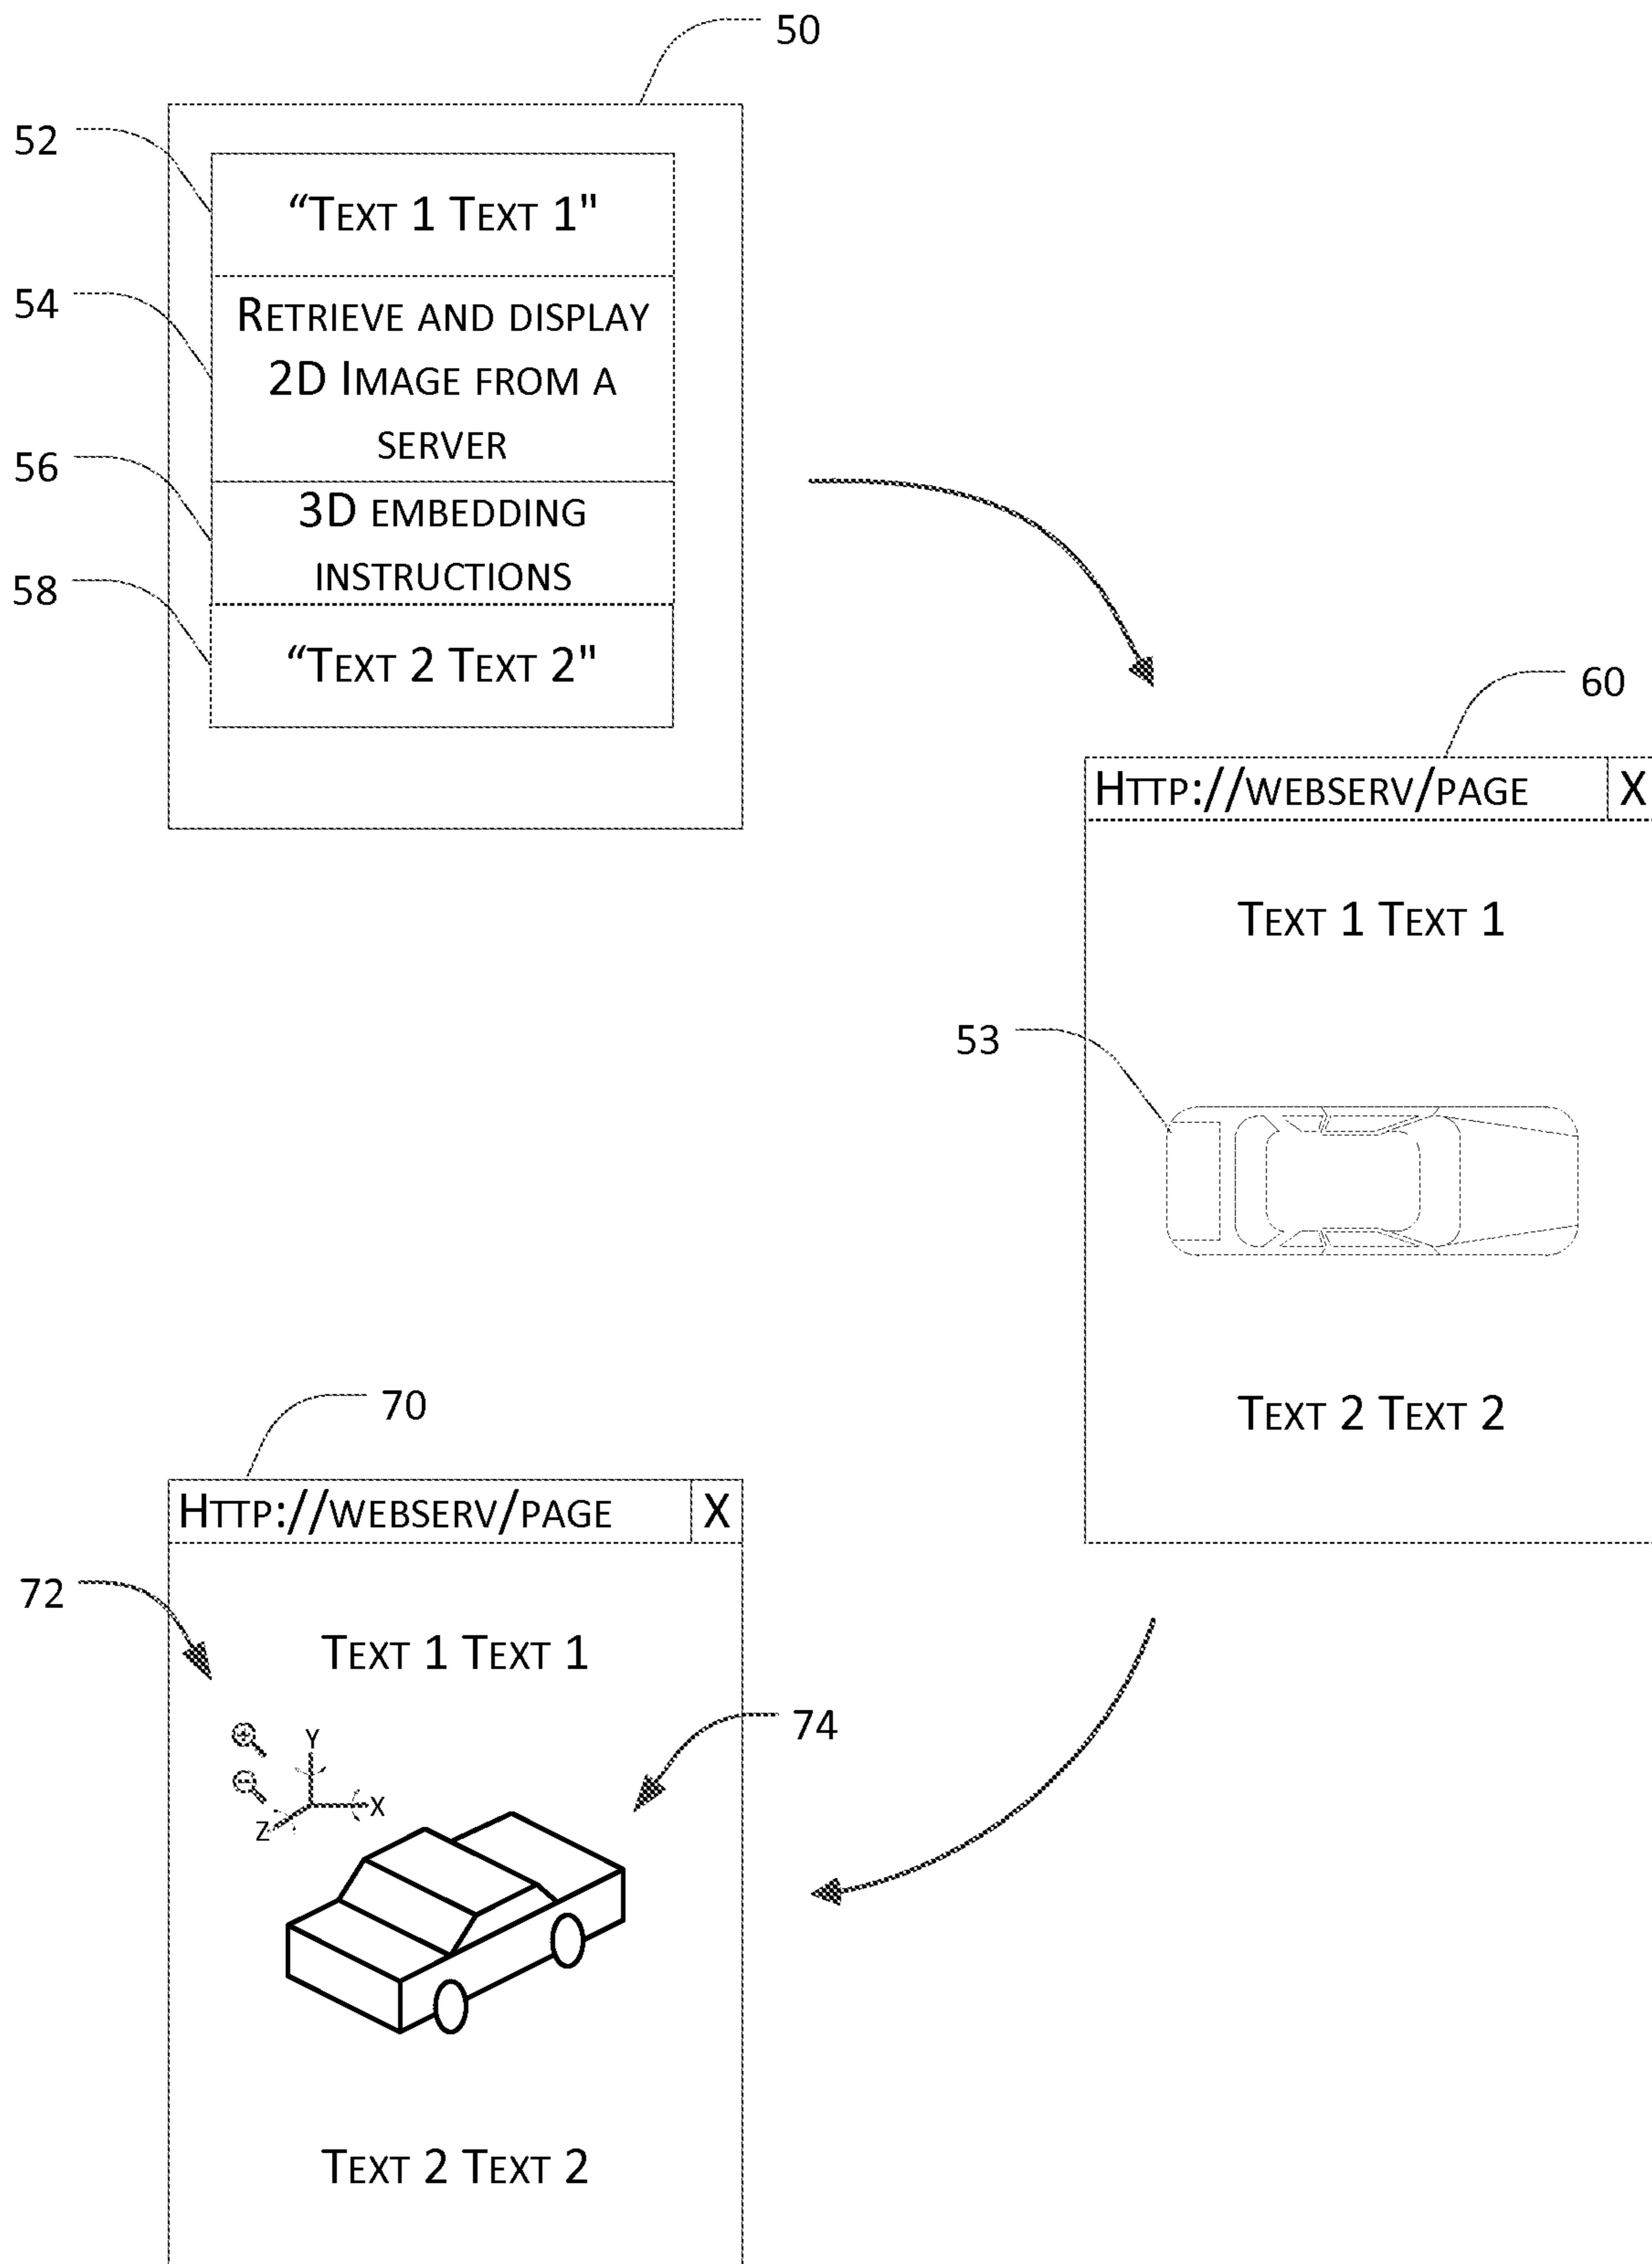 50
52
“Text 1 Text 1"
54
Retrieve and display
2D Image from a
server
56
3D embedding
instructions
58
“Text 2 Text 2"
60
Http://webserv/page X
Text 1 Text 1
53
Text 2 Text 2
70
Http://webserv/page X
72
Text 1 Text 1
74
Y
X
Z
Text 2 Text 2